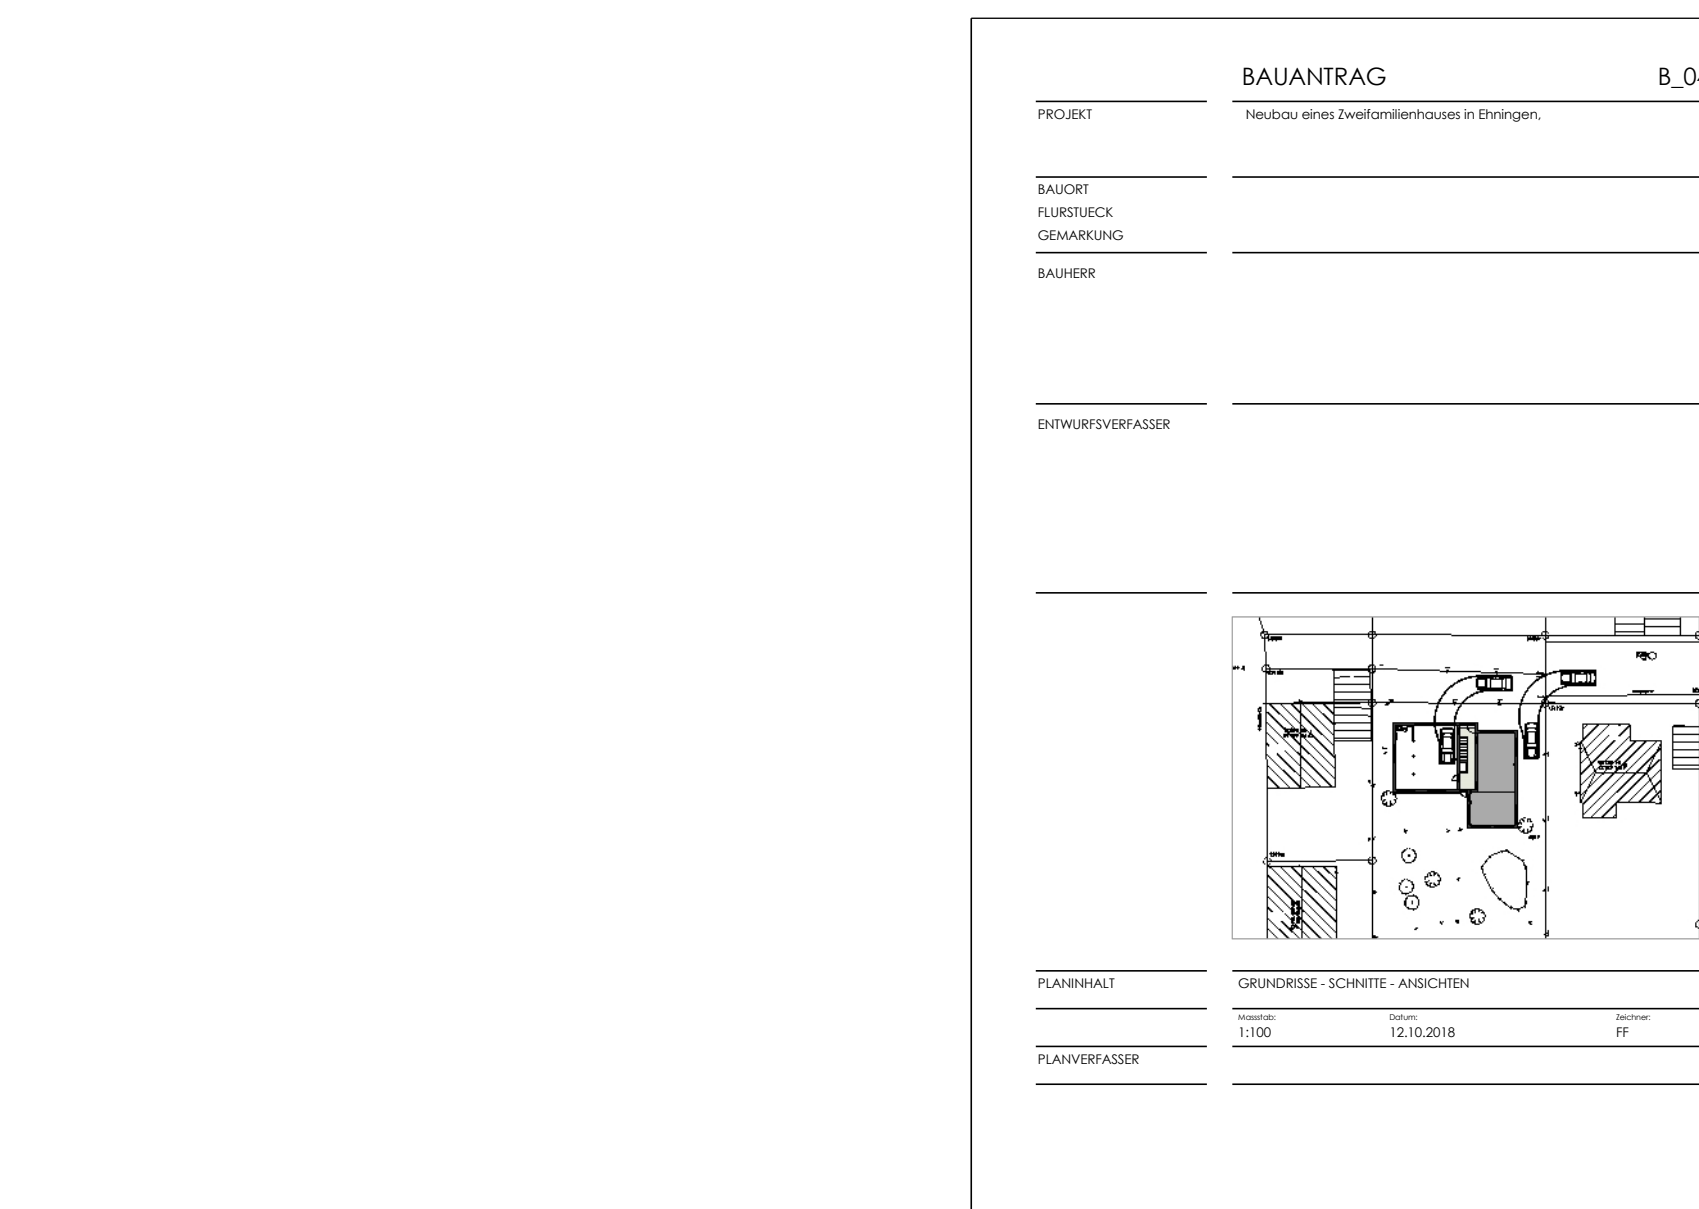 BAUANTRAG
PROJEKT Neubau eines Zweifamilienhauses in Ehningen,
BAUORT
FLURSTUECK
GEMARKUNG
BAUHERR
ENTWURFSVERFASSER
PLANINHALT GRUNDRISSE - SCHNITTE - ANSICHTEN
Massstab: Datum: Zeichner:
1:100 12.10.2018 FF
PLANVERFASSER